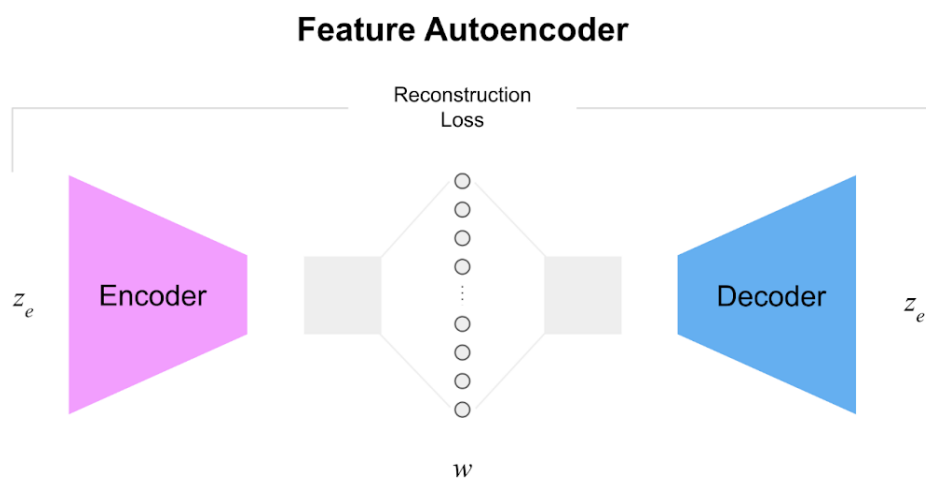 Feature Autoencoder
Reconstruction
Loss
z_e
Encoder
...
Decoder
z_e
w